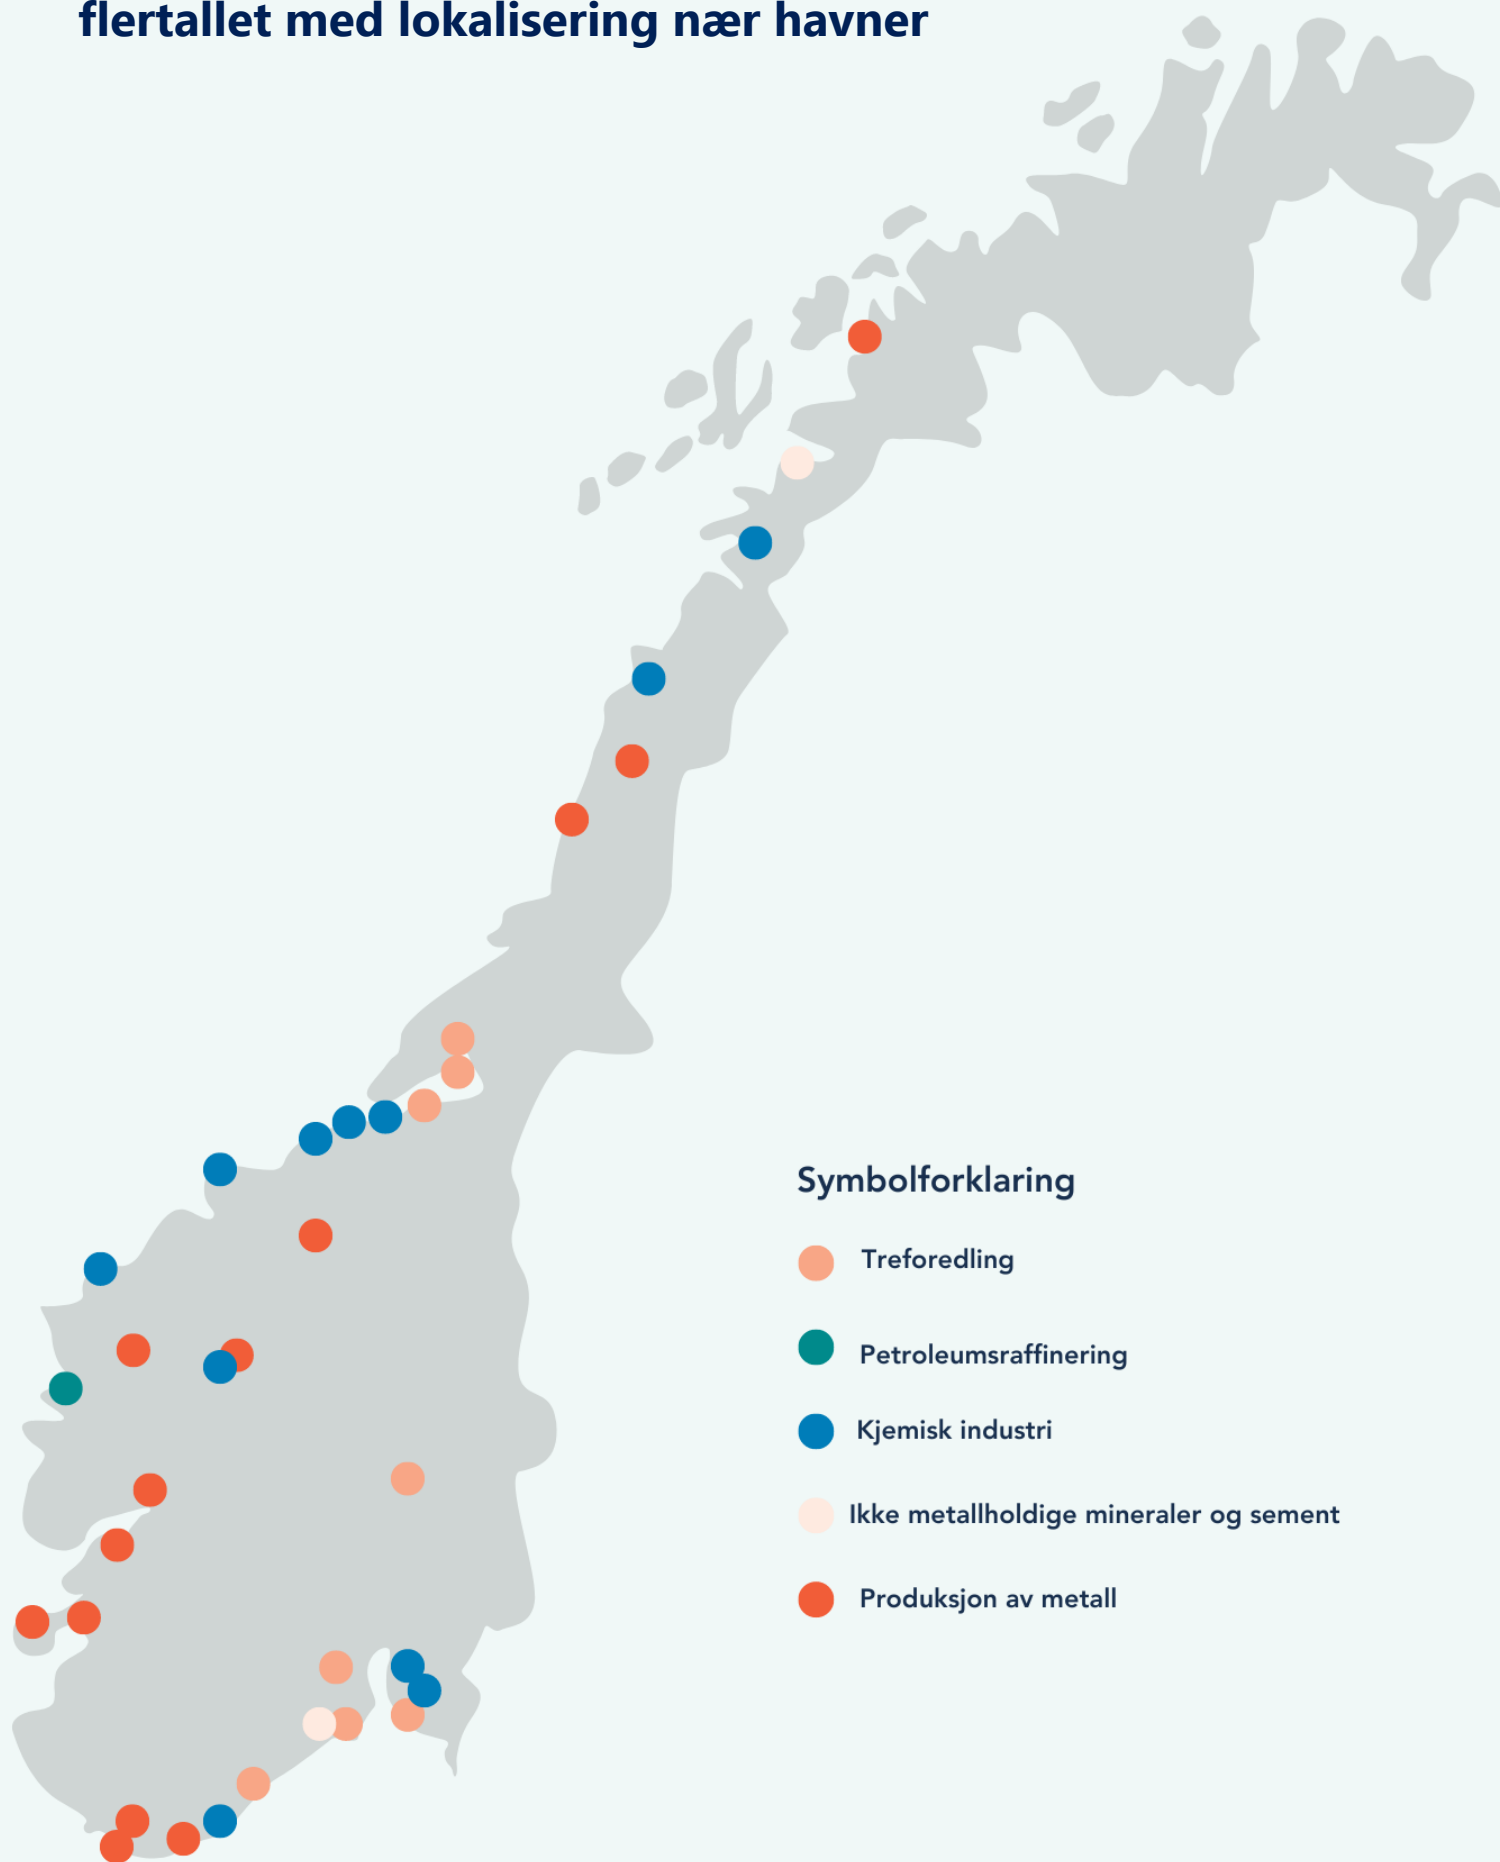 flertallet med lokalisering nær havner
Symbolforklaring
Treforedling
Petroleumsraffinering
Kjemisk industri
Ikke metallholdige mineraler og sement
Produksjon av metall